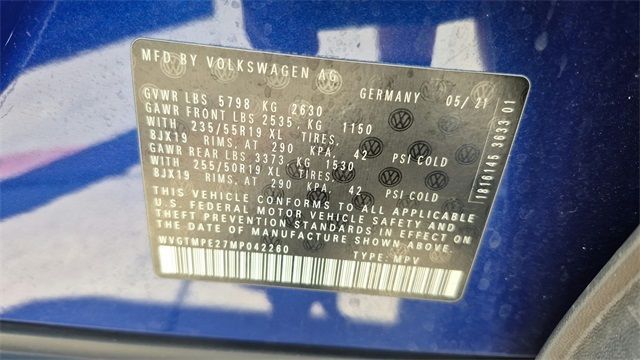 MFD BY VOLKSWAGEN AG
GERMANY 05/21
GVWR LBS 5798 KG 2630
GAWR FRONT LBS 2535 KG 1150
WITH 235/55R19 XL TIRES,
8JX19 RIMS, AT 290 KPA, 42 PSI COLD
GAWR REAR LBS 3373 KG 1530
WITH 255/50R19 XL TIRES,
8JX19 RIMS, AT 290 KPA, 42 PSI COLD
THIS VEHICLE CONFORMS TO ALL APPLICABLE
U.S. FEDERAL MOTOR VEHICLE SAFETY AND
THEFT PREVENTION STANDARDS IN EFFECT ON
THE DATE OF MANUFACTURE SHOWN ABOVE.
WVGTMPE27MP042260
TYPE: MPV
1816145 3633 01